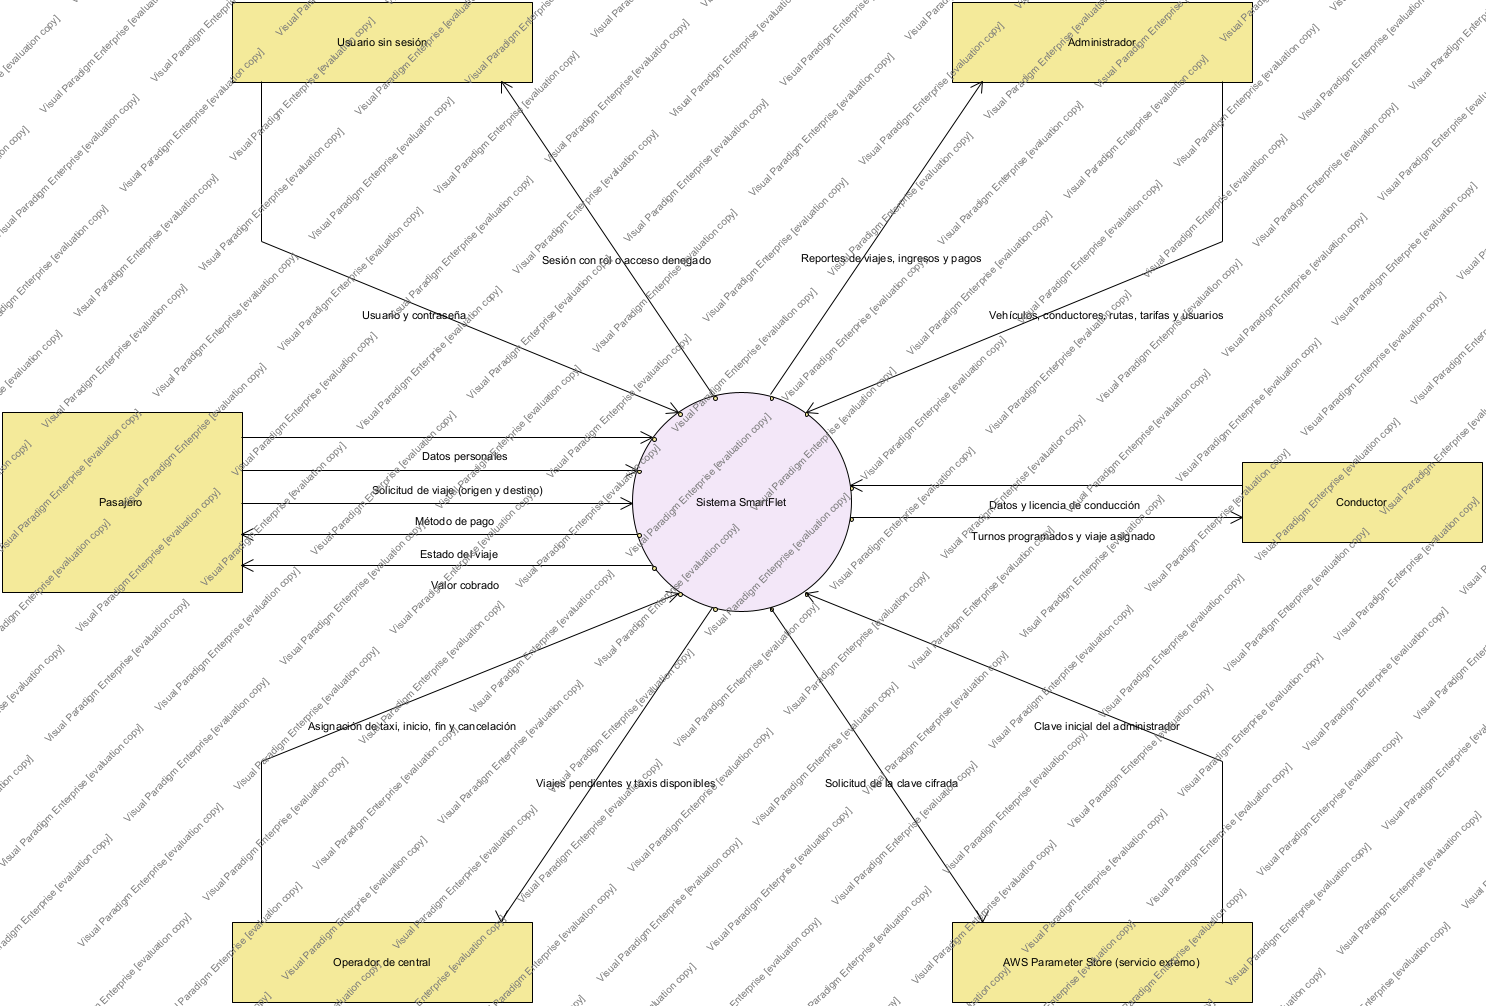 Usuario sin sesión
Administrador
Sesión con rol o acceso denegado
Reportes de viajes, ingresos y pagos
Usuario y contraseña
Vehículos, conductores, rutas, tarifas y usuarios
Pasajero
Datos personales
Solicitud de viaje (origen y destino)
Método de pago
Estado del viaje
Valor cobrado
Sistema SmartFlet
Datos y licencia de conducción
Turnos programados y viaje asignado
Conductor
Asignación de taxi, inicio, fin y cancelación
Clave inicial del administrador
Viajes pendientes y taxis disponibles
Solicitud de la clave cifrada
Operador de central
AWS Parameter Store (servicio externo)
Visual Paradigm Enterprise [evaluation copy]